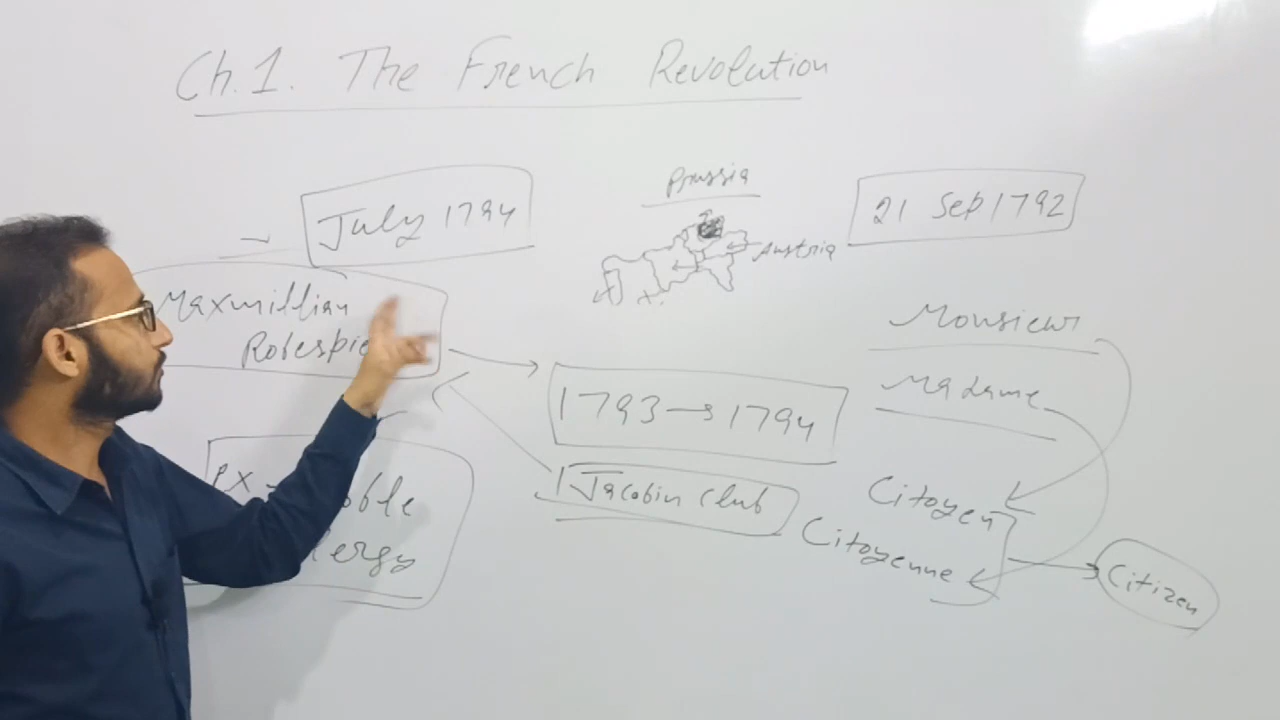 Ch.1. The French Revolution
July 1794
Prussia
Austria
21 Sep 1792
Maxmillian
Robespie
1793 → 1794
Jacobin Club
Monsieur
Madame
Citoyen
Citoyenne
Citizen